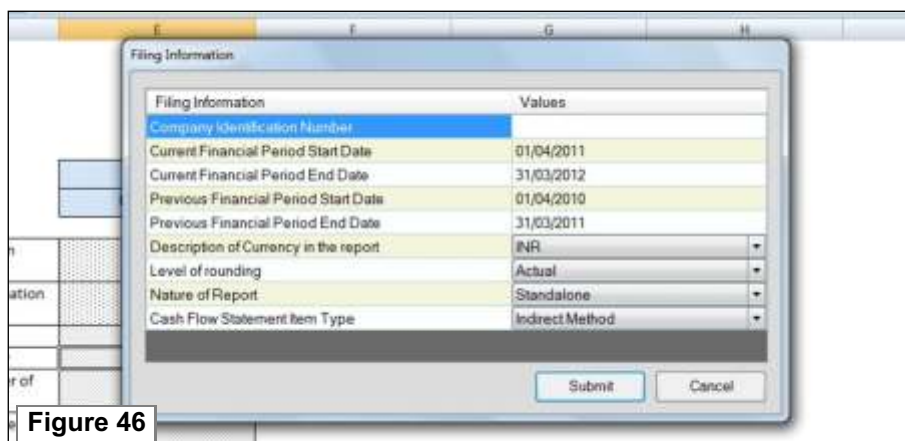 E F G H
Filing Information
Filing Information Values
Company Identification Number
Current Financial Period Start Date 01/04/2011
Current Financial Period End Date 31/03/2012
Previous Financial Period Start Date 01/04/2010
Previous Financial Period End Date 31/03/2011
Description of Currency in the report INR
Level of rounding Actual
Nature of Report Standalone
ation
Cash Flow Statement Item Type Indirect Method
r of
Submit Cancel
Figure 46